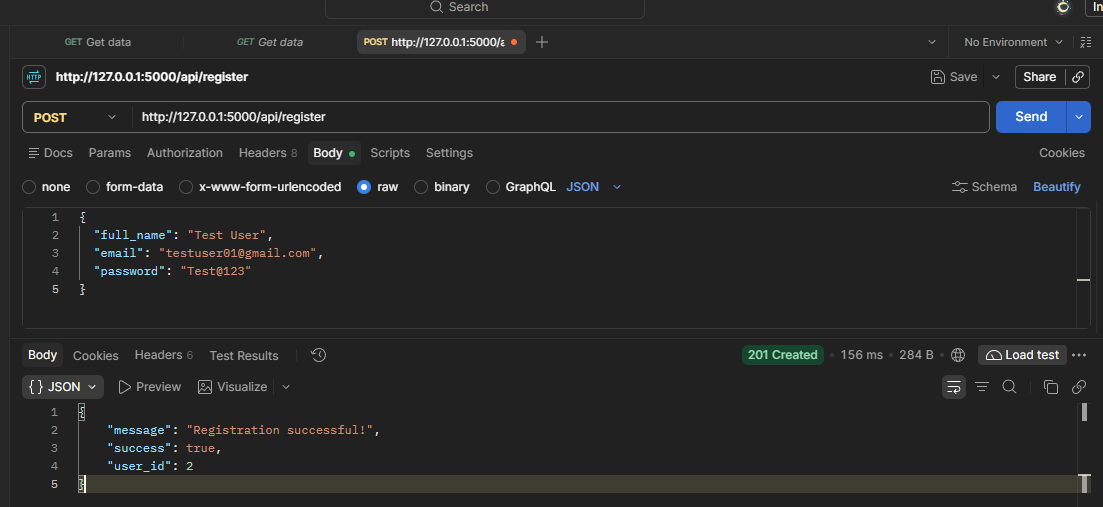 Search
In
GET Get data
GET Get data
POST http://127.0.0.1:5000/a
No Environment
HTTP http://127.0.0.1:5000/api/register
Save
Share
POST http://127.0.0.1:5000/api/register
Send
Docs Params Authorization Headers 8 Body Scripts Settings Cookies
none form-data x-www-form-urlencoded raw binary GraphQL JSON Schema Beautify
1 {
2 "full_name": "Test User",
3 "email": "testuser01@gmail.com",
4 "password": "Test@123"
5 }
Body Cookies Headers 6 Test Results 201 Created • 156 ms • 284 B • Load test
{} JSON Preview Visualize
1 {
2 "message": "Registration successful!",
3 "success": true,
4 "user_id": 2
5 }